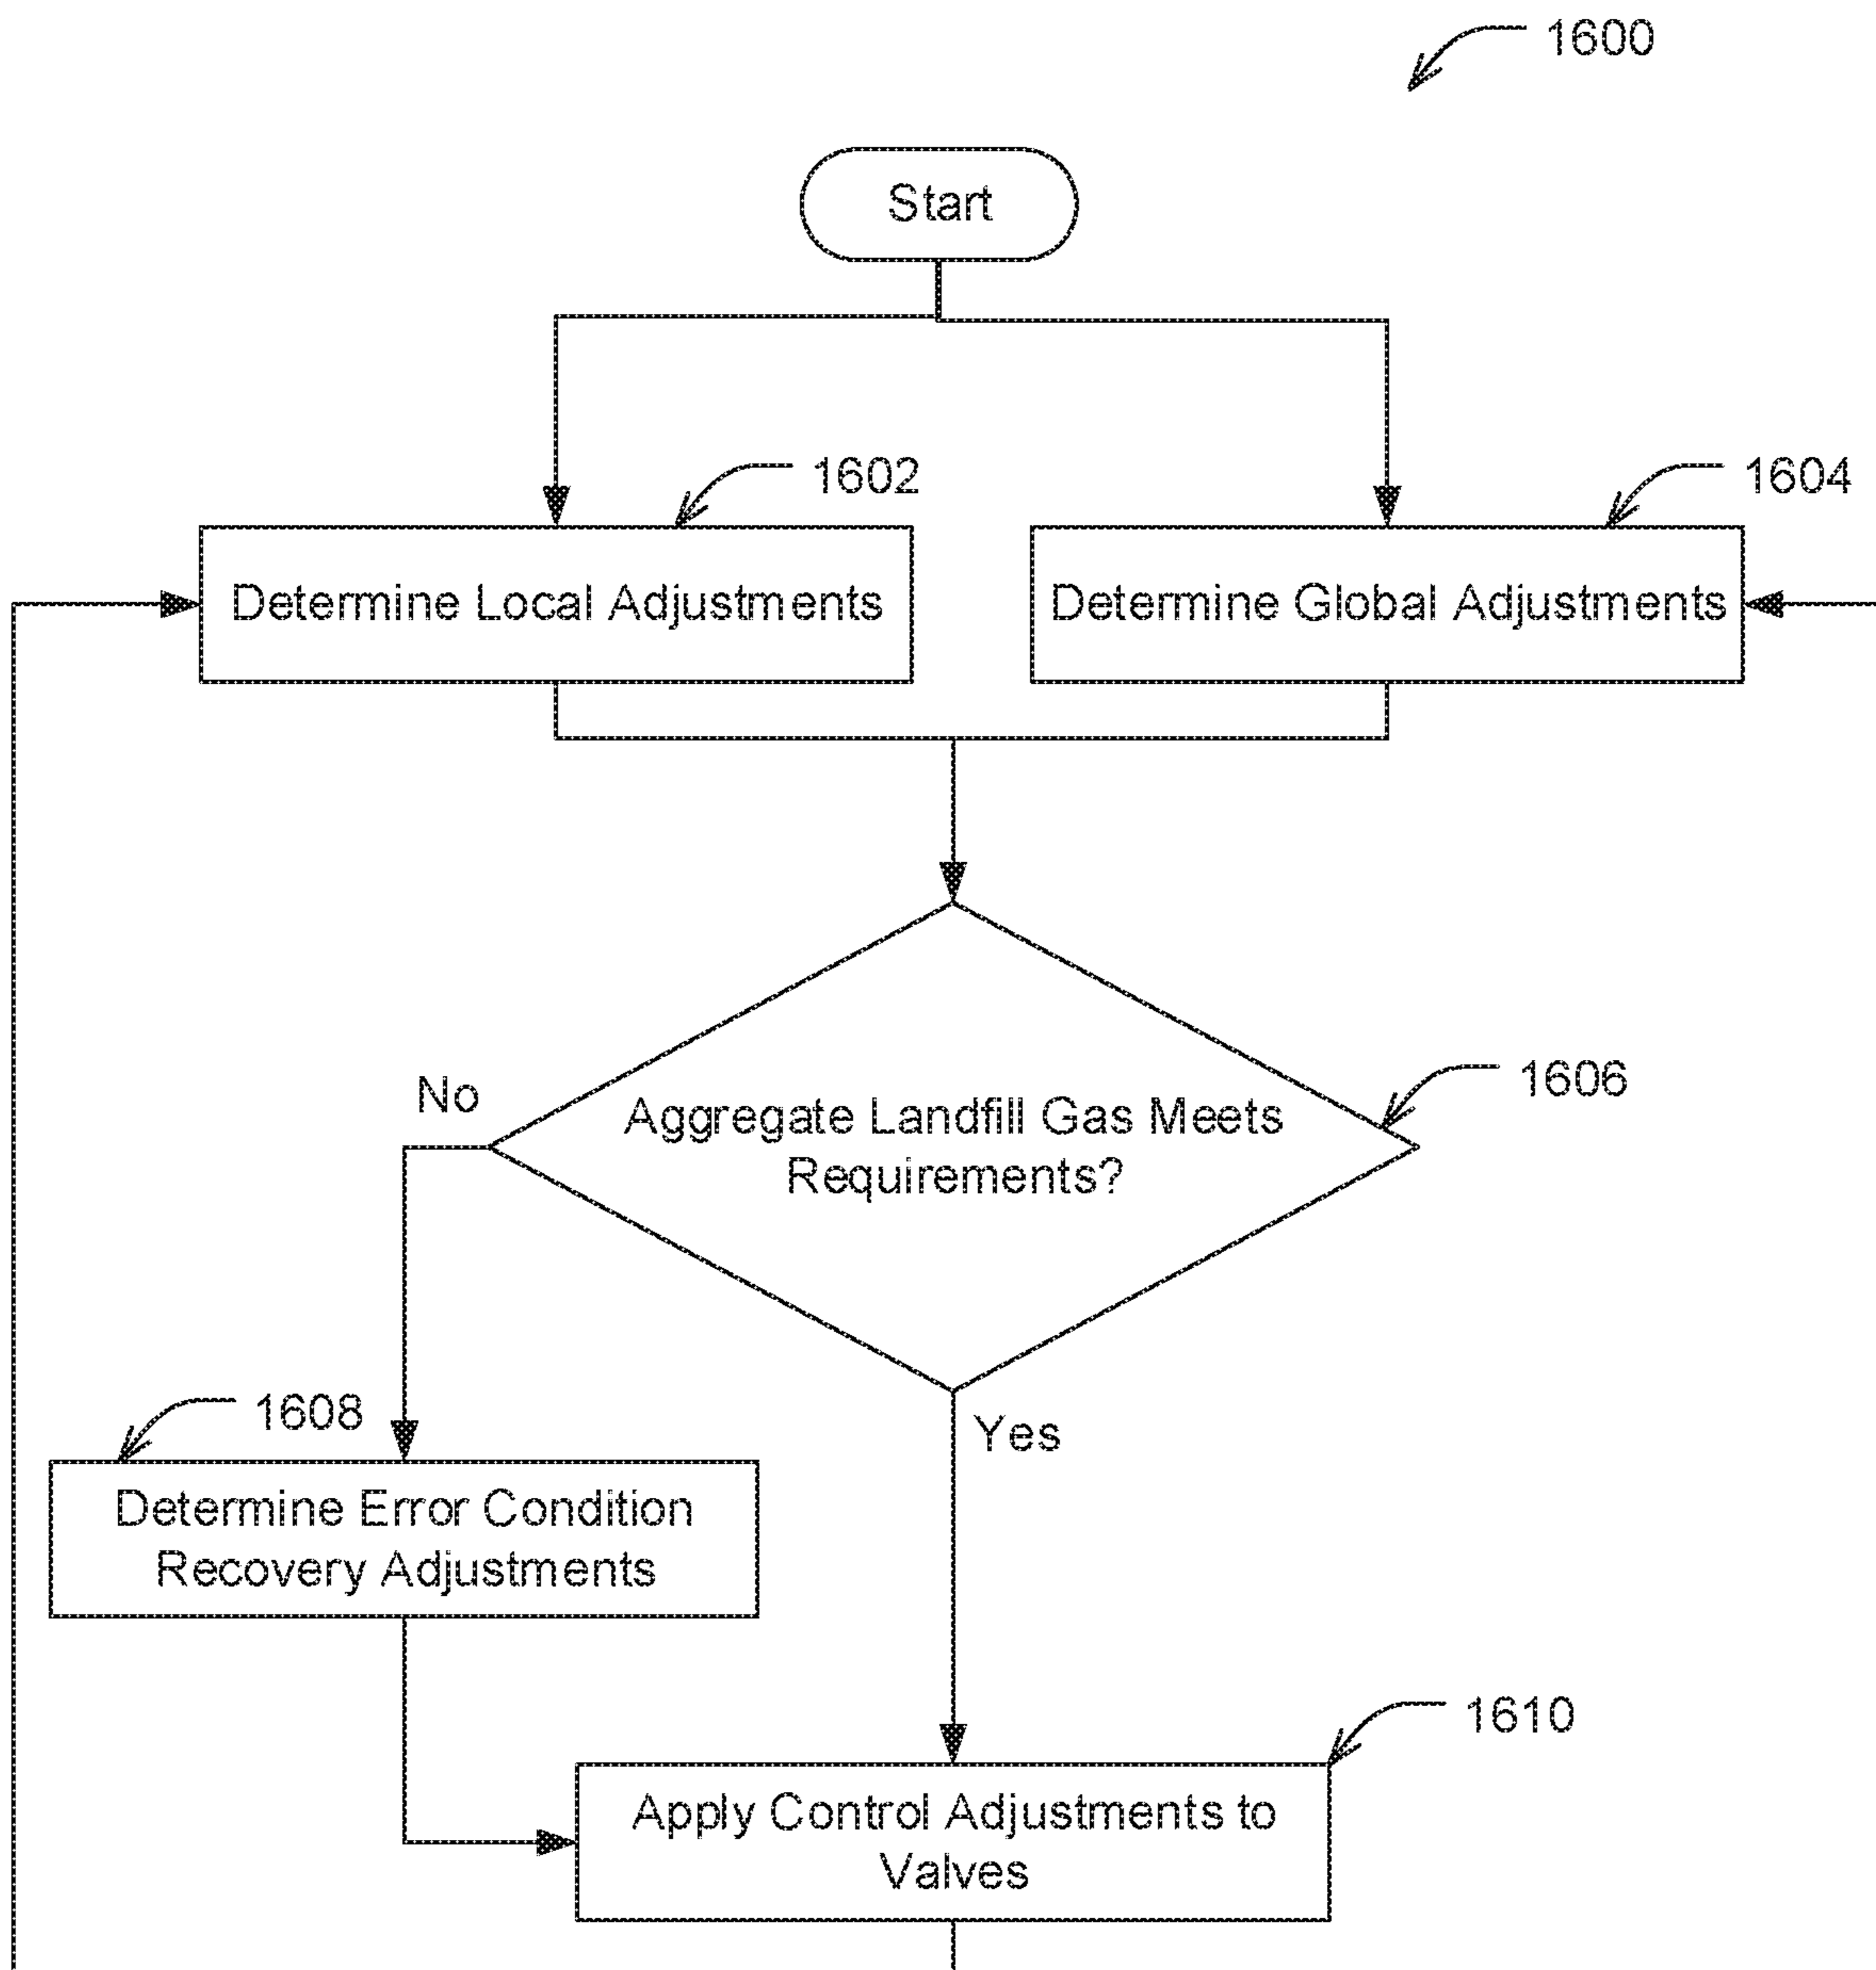 1600
Start
1602
1604
Determine Local Adjustments
Determine Global Adjustments
1606
No
Aggregate Landfill Gas Meets
Requirements?
1608
Yes
Determine Error Condition
Recovery Adjustments
1610
Apply Control Adjustments to
Valves